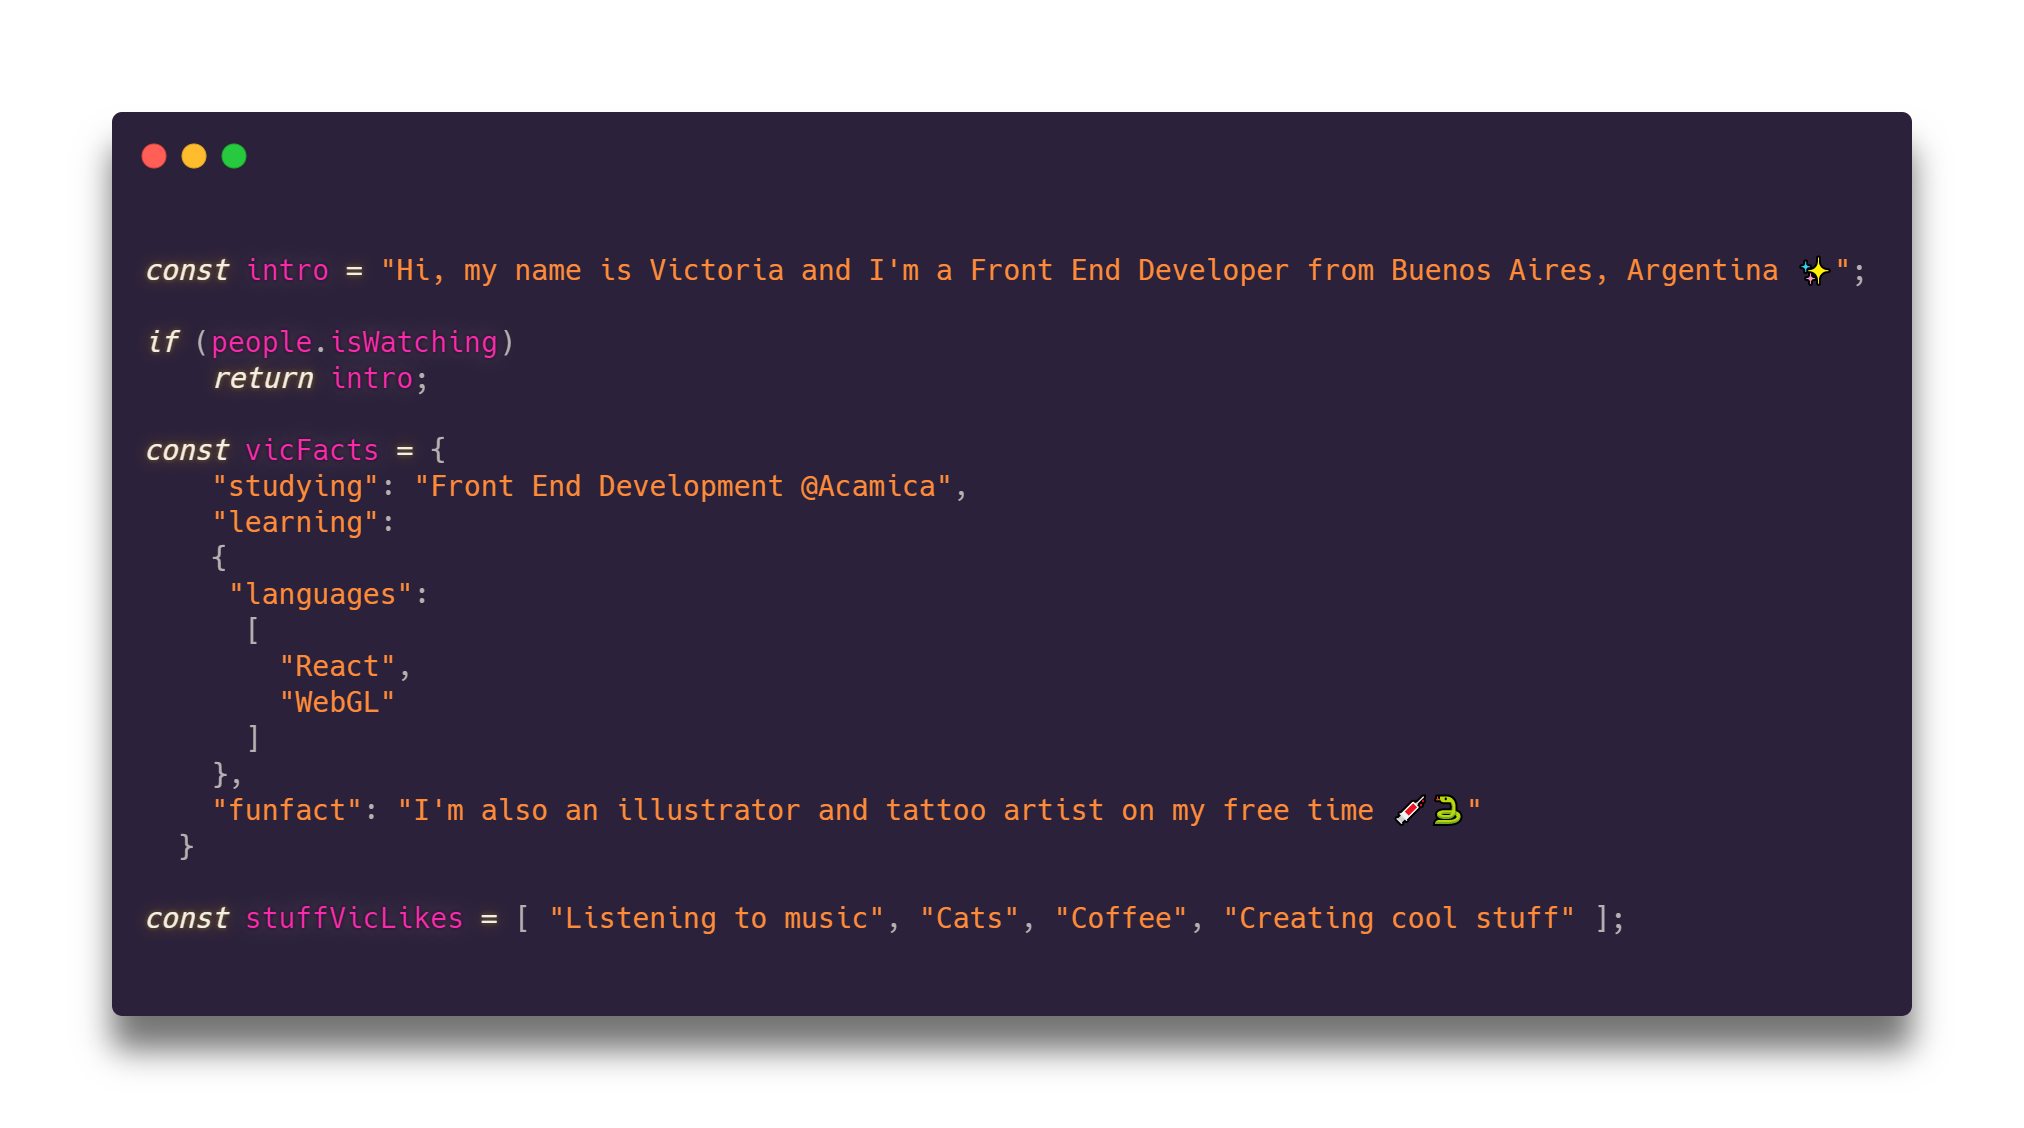 const intro = "Hi, my name is Victoria and I'm a Front End Developer from Buenos Aires, Argentina ✨";
if (people.isWatching)
    return intro;
const vicFacts = {
    "studying": "Front End Development @Acamica",
    "learning":
    {
     "languages":
      [
        "React",
        "WebGL"
      ]
    },
    "funfact": "I'm also an illustrator and tattoo artist on my free time 💉🐍"
  }
const stuffVicLikes = [ "Listening to music", "Cats", "Coffee", "Creating cool stuff" ];